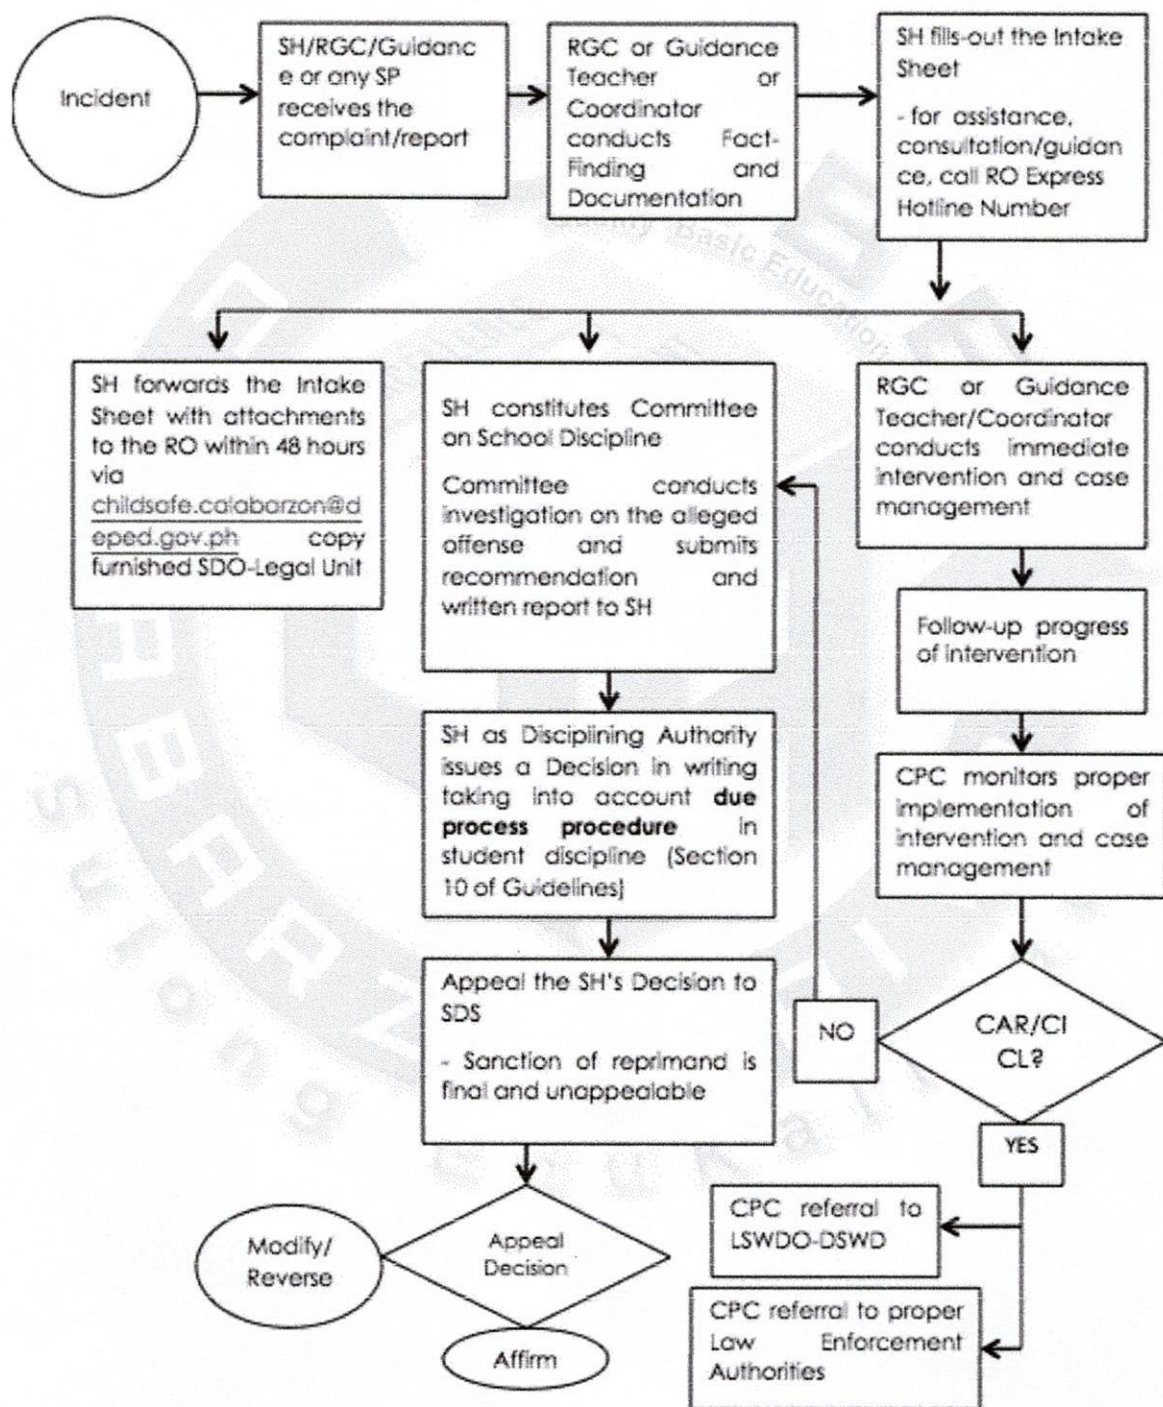 Incident
SH/RGC/Guidanc
e or any SP
receives the
complaint/report
RGC or Guidance
Teacher or
Coordinator
conducts Fact-
Finding and
Documentation
SH fills-out the Intake
Sheet
- for assistance,
consultation/guidan
ce, call RO Express
Hotline Number
Basic Education
SH forwards the Intake
Sheet with attachments
to the RO within 48 hours
via
childsafe.calabarzon@d
eped.gov.ph copy
furnished SDO-Legal Unit
SH constitutes Committee
on School Discipline
Committee conducts
investigation on the alleged
offense and submits
recommendation and
written report to SH
RGC or Guidance
Teacher/Coordinator
conducts immediate
intervention and case
management
Follow-up progress
of intervention
SH as Disciplining Authority
issues a Decision in writing
taking into account due
process procedure in
student discipline (Section
10 of Guidelines)
CPC monitors proper
implementation of
intervention and case
management
Appeal the SH's Decision to
SDS
- Sanction of reprimand is
final and unappealable
NO
CAR/CI
CL?
YES
Modify/
Reverse
Appeal
Decision
Affirm
CPC referral to
LSWDO-DSWD
CPC referral to proper
Law Enforcement
Authorities